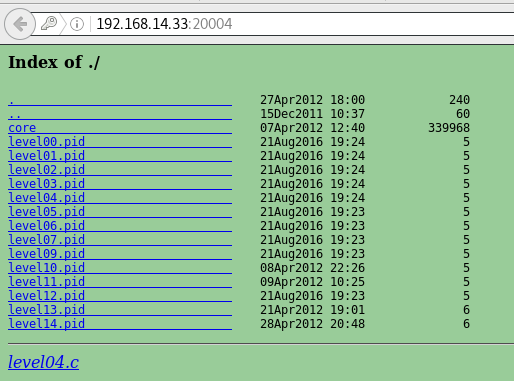 192.168.14.33:20004
Index of ./
. 27Apr2012 18:00 240
.. 15Dec2011 10:37 60
core 07Apr2012 12:40 339968
level00.pid 21Aug2016 19:24 5
level01.pid 21Aug2016 19:24 5
level02.pid 21Aug2016 19:24 5
level03.pid 21Aug2016 19:24 5
level04.pid 21Aug2016 19:24 5
level05.pid 21Aug2016 19:23 5
level06.pid 21Aug2016 19:23 5
level07.pid 21Aug2016 19:23 5
level09.pid 21Aug2016 19:23 5
level10.pid 08Apr2012 22:26 5
level11.pid 09Apr2012 10:25 5
level12.pid 21Aug2016 19:23 5
level13.pid 21Apr2012 19:01 6
level14.pid 28Apr2012 20:48 6
level04.c